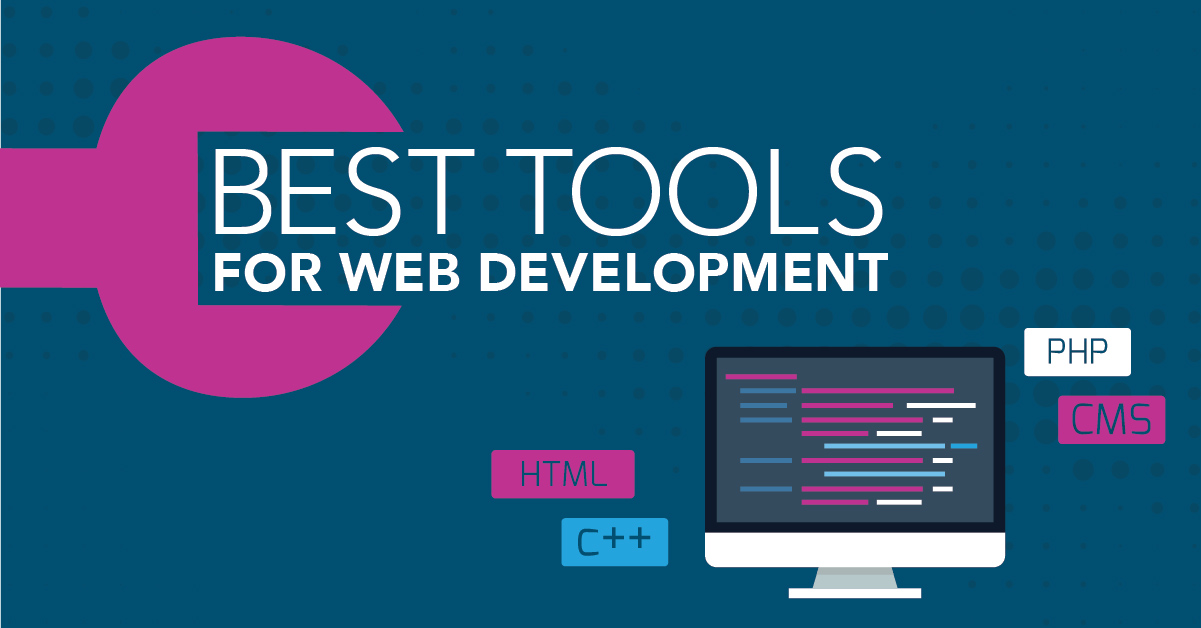 BEST TOOLS
FOR WEB DEVELOPMENT
PHP
CMS
HTML
C++